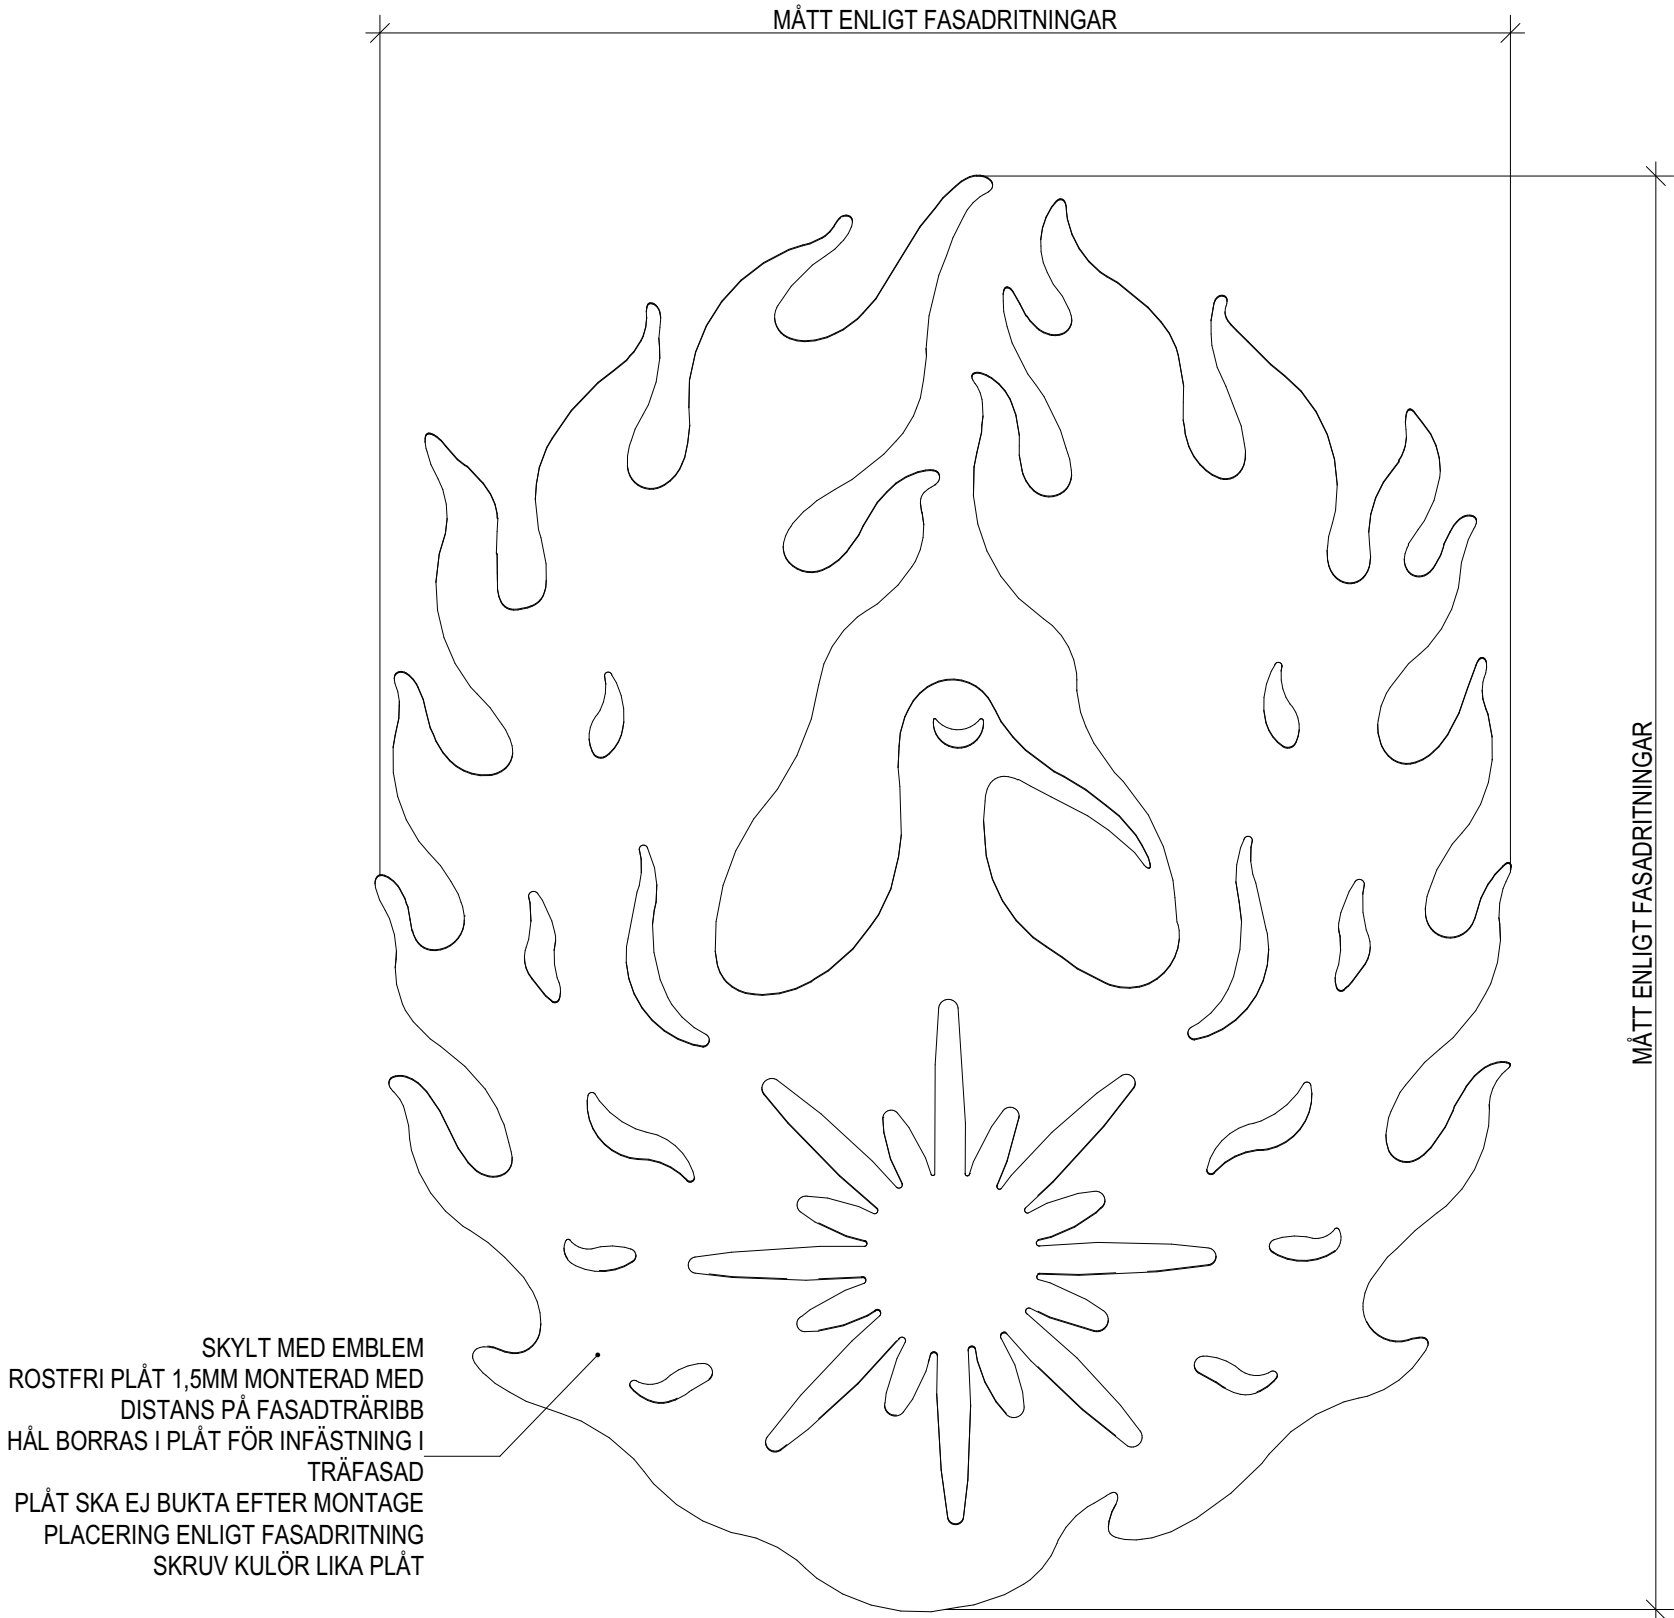 MÅTT ENLIGT FASADRITNINGAR
MÅTT ENLIGT FASADRITNINGAR
SKYLT MED EMBLEM
ROSTFRI PLÅT 1,5MM MONTERAD MED
DISTANS PÅ FASADTRÄRIBB
HÅL BORRAS I PLÅT FÖR INFÄSTNING I
TRÄFASAD
PLÅT SKA EJ BUKTA EFTER MONTAGE
PLACERING ENLIGT FASADRITNING
SKRUV KULÖR LIKA PLÅT